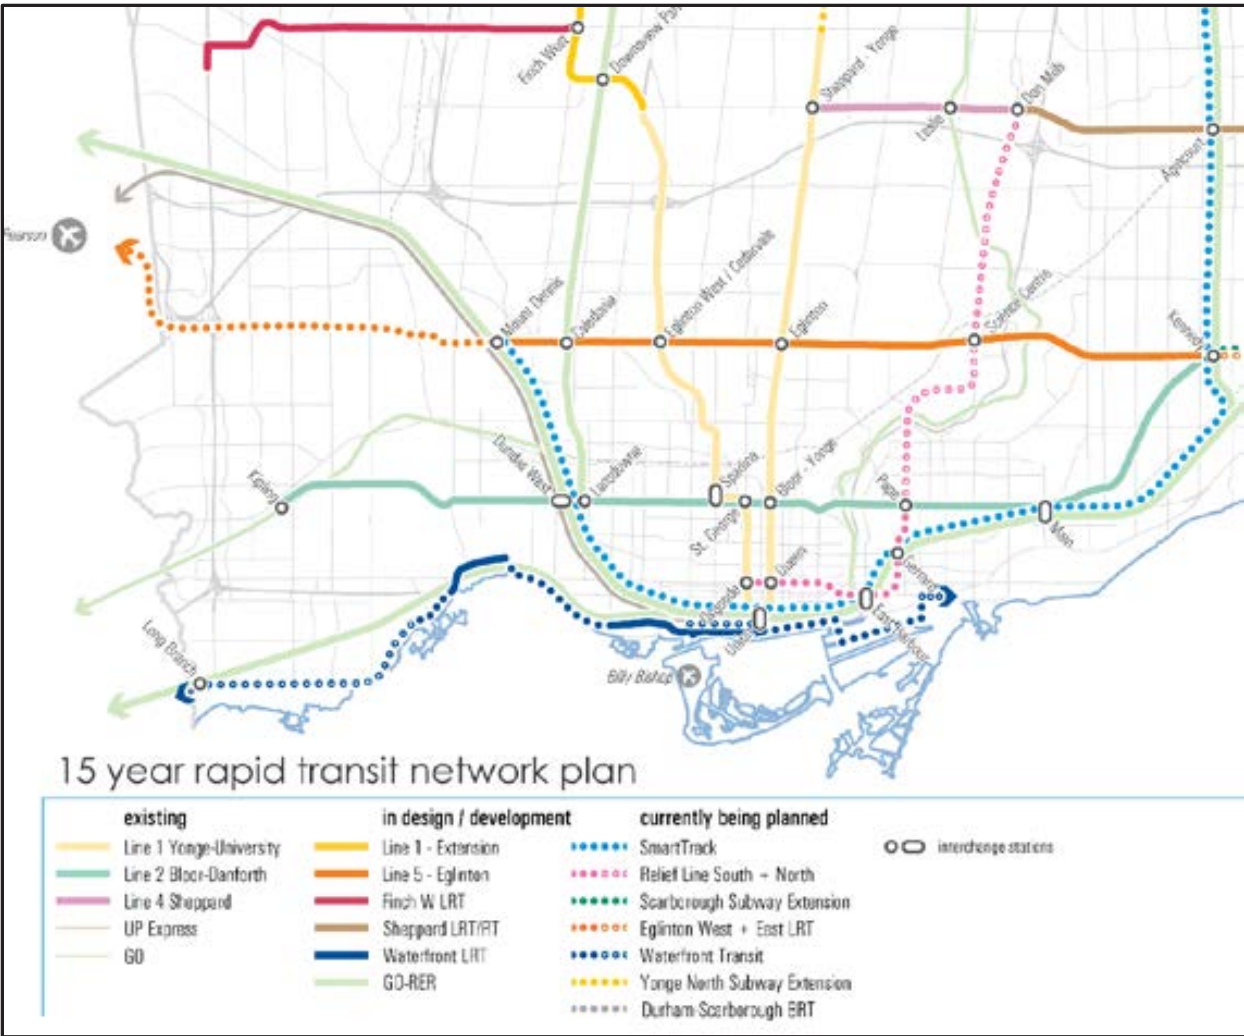 Finch West
Downsview Park
Sheppard - Yonge
Leslie
Don Mills
Agincourt
Pearson
Mount Dennis
Caledonia
Eglinton West / Cedarvale
Eglinton
Science Centre
Kennedy
Kipling
Dundas West
Lansdowne
Spadina
St. George
Bloor - Yonge
Pape
Main
Long Branch
Osgoode
Queen
Gerrard
Union
East Harbour
Billy Bishop
15 year rapid transit network plan
existing
Line 1 Yonge-University
Line 2 Bloor-Danforth
Line 4 Sheppard
UP Express
GO
in design / development
Line 1 - Extension
Line 5 - Eglinton
Finch W LRT
Sheppard LRT/RT
Waterfront LRT
GO-RER
currently being planned
SmartTrack
Relief Line South + North
Scarborough Subway Extension
Eglinton West + East LRT
Waterfront Transit
Yonge North Subway Extension
Durham-Scarborough BRT
interchange stations